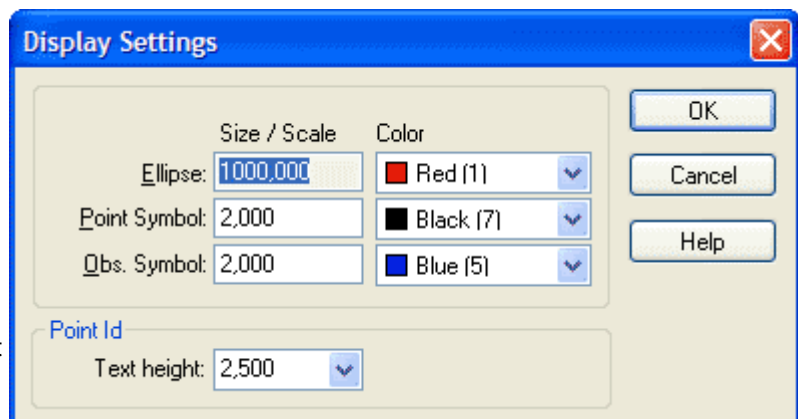 Display Settings
Size / Scale Color
Ellipse: 1000,000 Red (1)
Point Symbol: 2,000 Black (7)
Obs. Symbol: 2,000 Blue (5)
OK
Cancel
Help
Point Id
Text height: 2,500